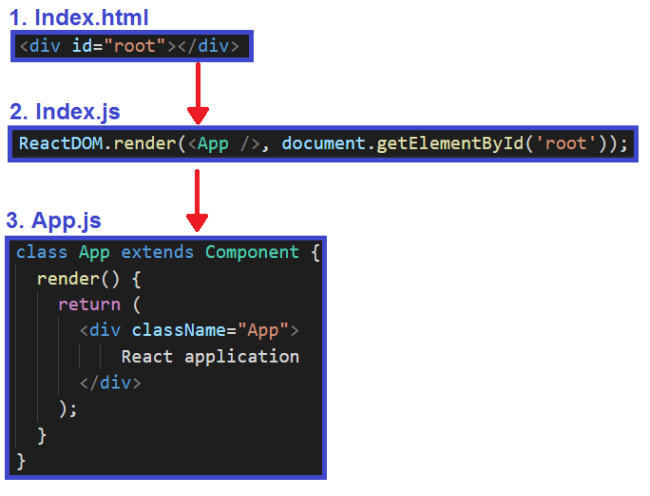 1. Index.html
<div id="root"></div>
2. Index.js
ReactDOM.render(<App />, document.getElementById('root'));
3. App.js
class App extends Component {
render() {
return (
<div className="App">
React application
</div>
);
}
}